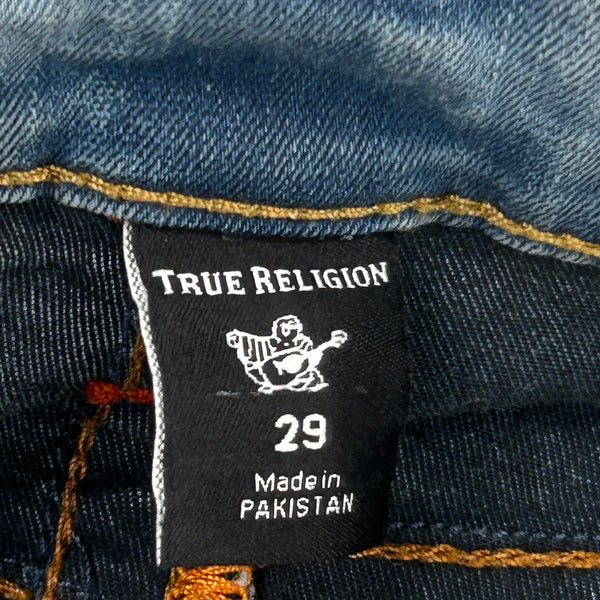 TRUE RELIGION
29
Made in
PAKISTAN